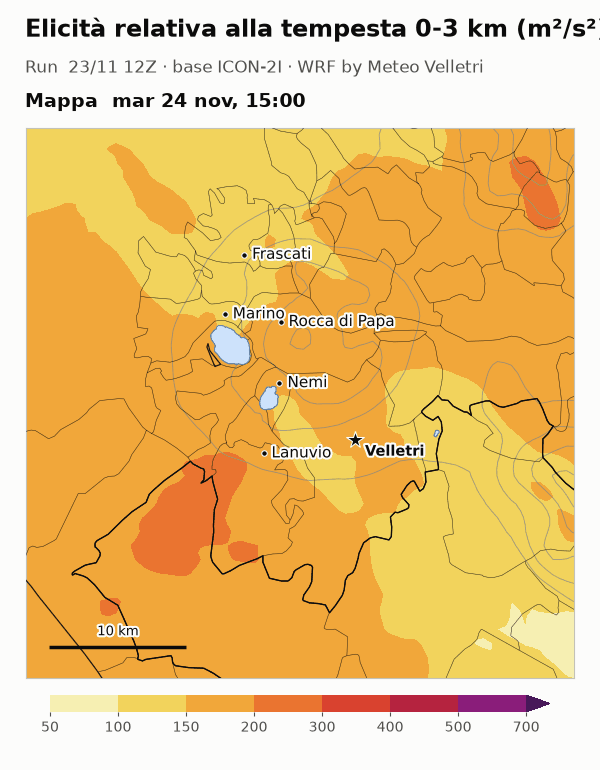 Elicità relativa alla tempesta 0-3 km (m²/s²)
Run  23/11 12Z · base ICON-2I · WRF by Meteo Velletri
Mappa  mar 24 nov, 15:00
Frascati
Marino
Rocca di Papa
Nemi
Velletri
Lanuvio
10 km
50 100 150 200 300 400 500 700